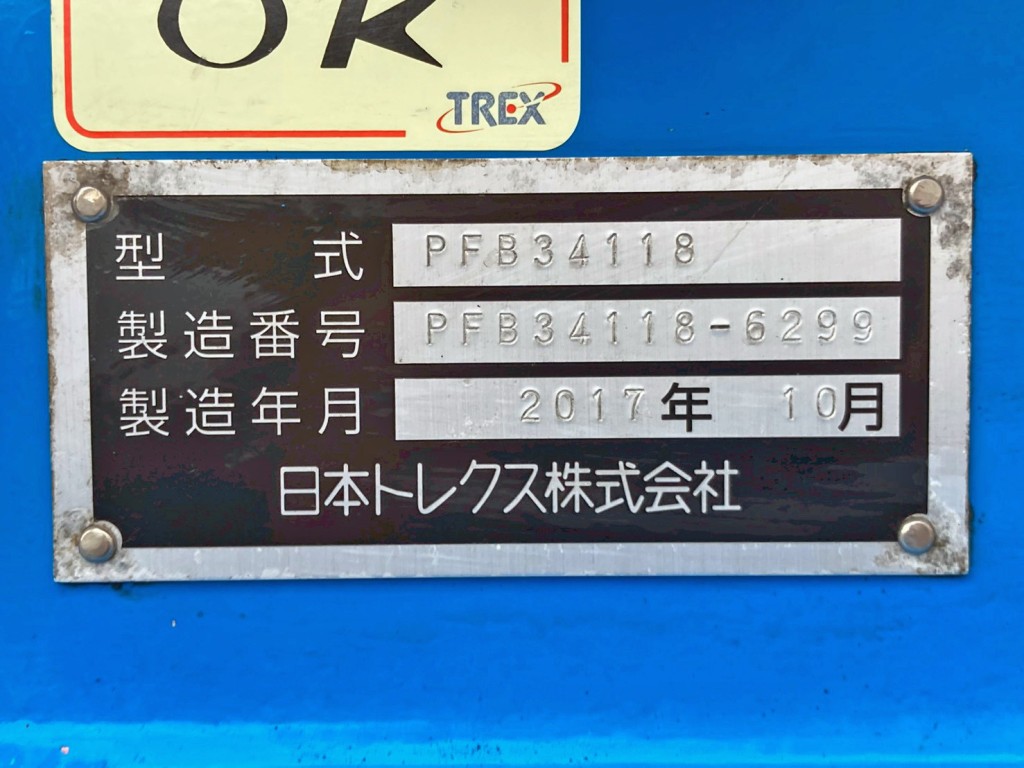 OK
TREX
型式 PFB34118
製造番号 PFB34118-6299
製造年月 2017年 10月
日本トレクス株式会社